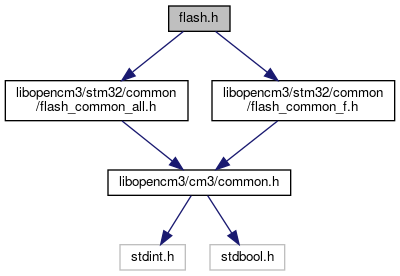 flash.h
libopencm3/stm32/common
/flash_common_all.h
libopencm3/stm32/common
/flash_common_f.h
libopencm3/cm3/common.h
stdint.h
stdbool.h